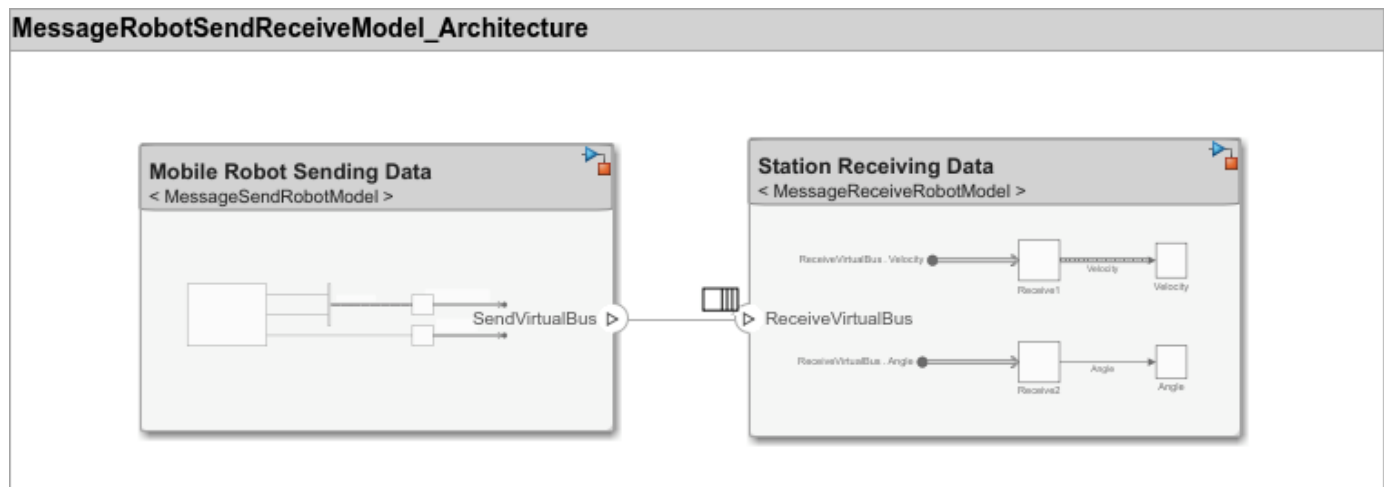 MessageRobotSendReceiveModel_Architecture
Mobile Robot Sending Data
< MessageSendRobotModel >
SendVirtualBus
Station Receiving Data
< MessageReceiveRobotModel >
ReceiveVirtualBus . Velocity
Receive1
Velocity
Velocity
ReceiveVirtualBus
ReceiveVirtualBus . Angle
Receive2
Angle
Angle